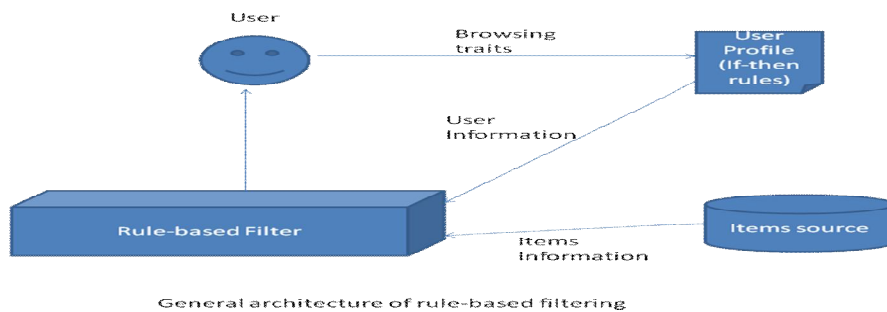 User
Browsing
traits
User
Profile
(If-then
rules)
User
Information
Rule-based Filter
Items source
Items
Information
General architecture of rule-based filtering